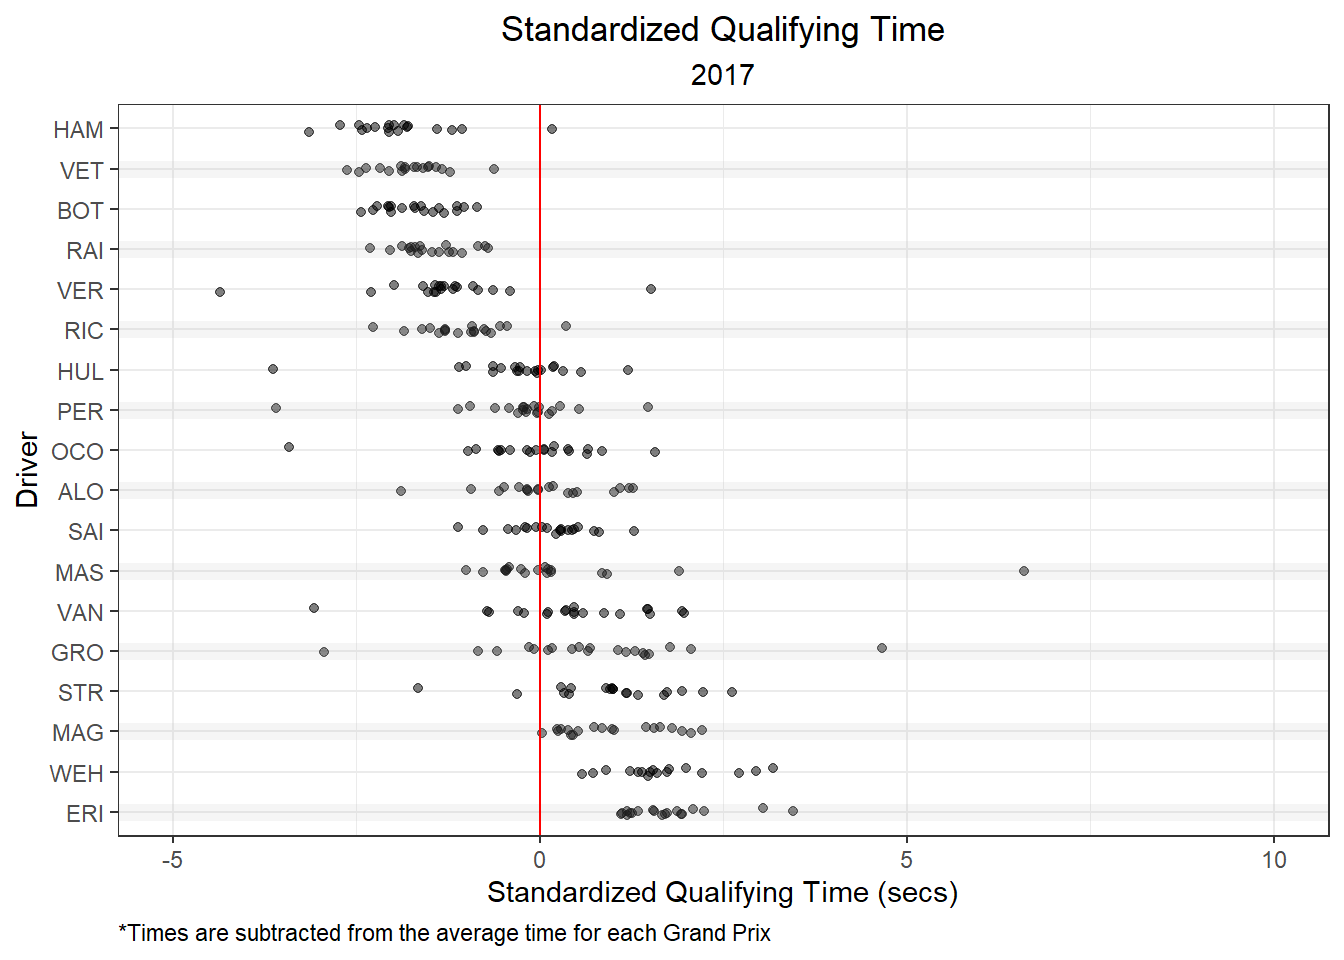 Standardized Qualifying Time
2017
Driver
HAM
VET
BOT
RAI
VER
RIC
HUL
PER
OCO
ALO
SAI
MAS
VAN
GRO
STR
MAG
WEH
ERI
-5 0 5 10
Standardized Qualifying Time (secs)
*Times are subtracted from the average time for each Grand Prix